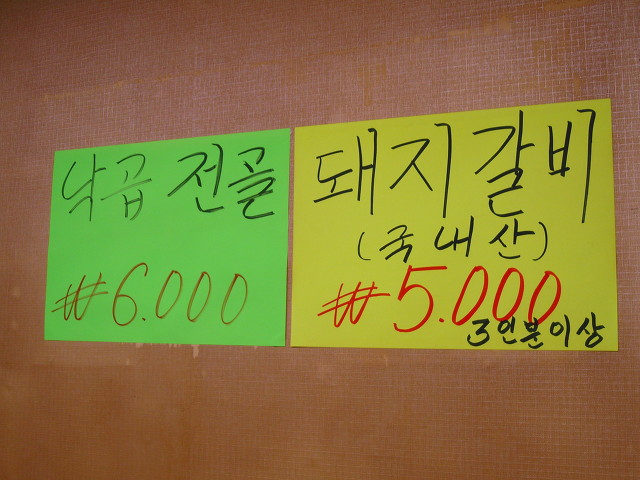 낙곱 전골
₩6.000
돼지갈비
(국내산)
₩5.000
3인분이상